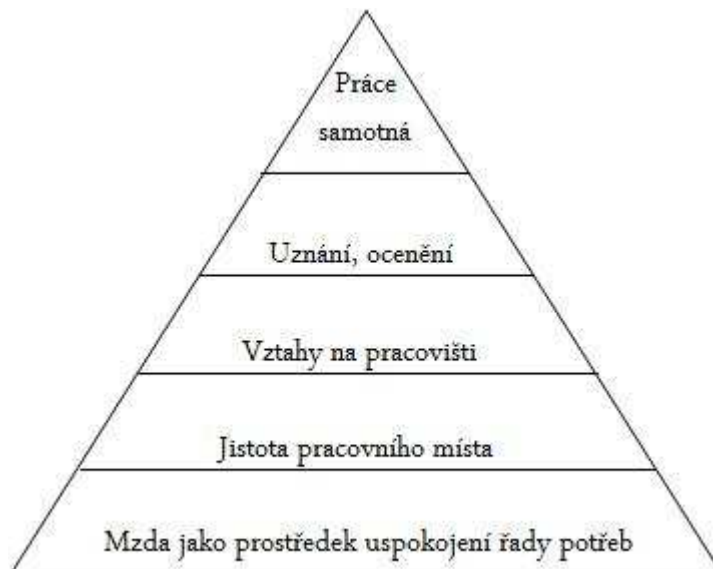 Práce
samotná
Uznání, ocenění
Vztahy na pracovišti
Jistota pracovního místa
Mzda jako prostředek uspokojení řady potřeb